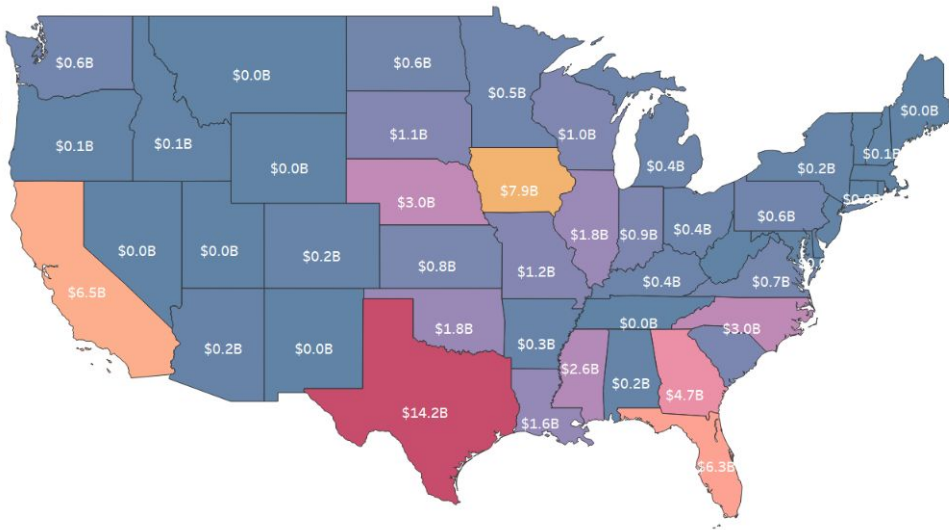 $0.6B
$0.0B
$0.6B
$0.5B
$0.0B
$0.1B
$0.1B
$1.1B
$1.0B
$0.1B
$0.0B
$0.4B
$0.2B
$7.9B
$3.0B
$0.6B
$1.8B
$0.9B
$0.4B
$0.0B
$0.0B
$0.2B
$0.8B
$1.2B
$0.4B
$0.7B
$6.5B
$1.8B
$0.0B
$3.0B
$0.2B
$0.0B
$0.3B
$2.6B
$0.2B
$4.7B
$14.2B
$1.6B
$6.3B